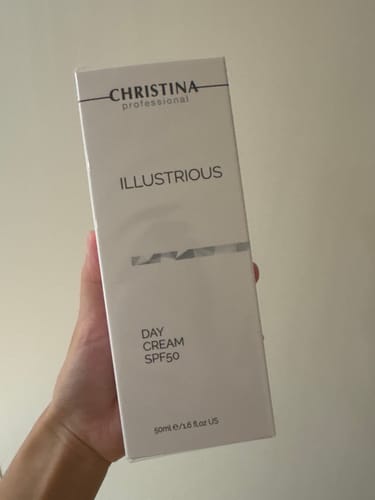 CHRISTINA
professional
ILLUSTRIOUS
DAY
CREAM
SPF50
50ml ℮/1.6 fl.oz US